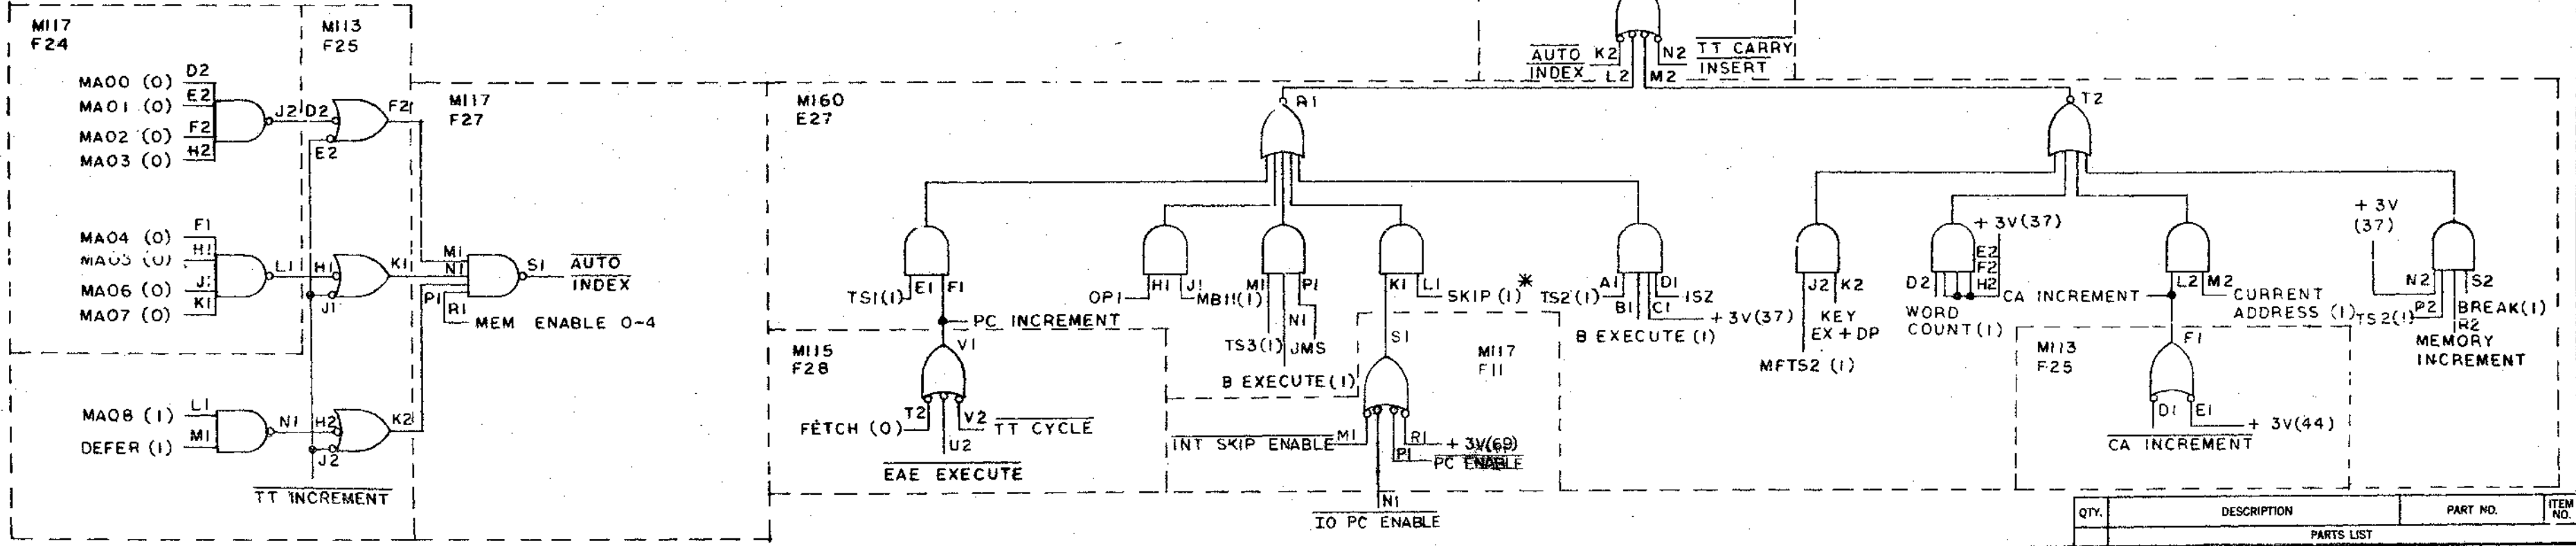 M117
F24
M113
F25
MA00 (0) D2
MA01 (0) E2
MA02 (0) F2
MA03 (0) H2
J2 D2
E2
F2
MA04 (0) F1
MA05 (0) H1
MA06 (0) J1
MA07 (0) K1
L1 H1
J1
K1
MA08 (1) L1
DEFER (1) M1
N1 H2
J2
K2
TT INCREMENT
M117
F27
M1
N1
P1
R1
S1
AUTO
INDEX
MEM ENABLE 0-4
AUTO K2
INDEX L2
N2 TT CARRY
M2 INSERT
M160
E27
R1
T2
TS1(1) E1 F1
PC INCREMENT
OP1 H1 J1 MB11(1)
M1 P1
N1
TS3(1) JMS
B EXECUTE(1)
K1 L1
SKIP (1) *
TS2(1) A1 D1 ISZ
B1 C1 + 3V(37)
B EXECUTE (1)
J2 K2
KEY
EX + DP
MFTS2 (1)
+ 3V(37)
E2
F2
H2
D2
WORD
COUNT(1)
CA INCREMENT
L2 M2
CURRENT
ADDRESS (1)
+ 3V
(37)
N2 S2
TS2(1) P2 BREAK(1)
R2
MEMORY
INCREMENT
M115
F28
V1
T2 V2
FETCH (0) TT CYCLE
U2
EAE EXECUTE
S1
M117
F11
INT SKIP ENABLE M1
R1 + 3V(69)
P1 PC ENABLE
N1
IO PC ENABLE
M113
F25
F1
D1 E1
+ 3V(44)
CA INCREMENT
QTY. DESCRIPTION PART NO. ITEM NO.
PARTS LIST